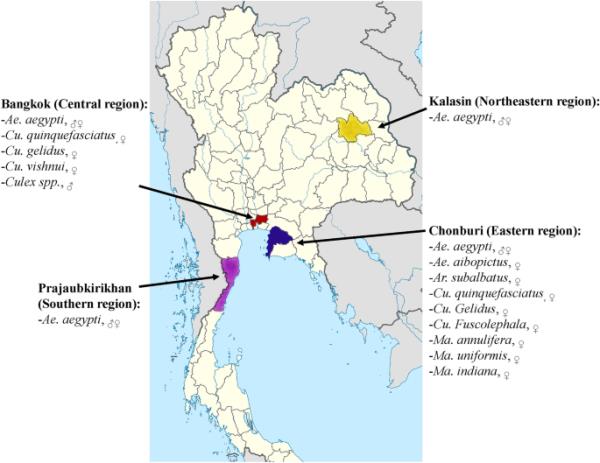 Bangkok (Central region):
-Ae. aegypti, ♂♀
-Cu. quinquefasciatus, ♀
-Cu. gelidus, ♀
-Cu. vishnui, ♀
-Culex spp., ♂
Prajaubkirikhan
(Southern region):
-Ae. aegypti, ♂♀
Kalasin (Northeastern region):
-Ae. aegypti, ♂♀
Chonburi (Eastern region):
-Ae. aegypti, ♂♀
-Ae. aibopictus, ♀
-Ar. subalbatus, ♀
-Cu. quinquefasciatus, ♀
-Cu. Gelidus, ♀
-Cu. Fuscolephala, ♀
-Ma. annulifera, ♀
-Ma. uniformis, ♀
-Ma. indiana, ♀